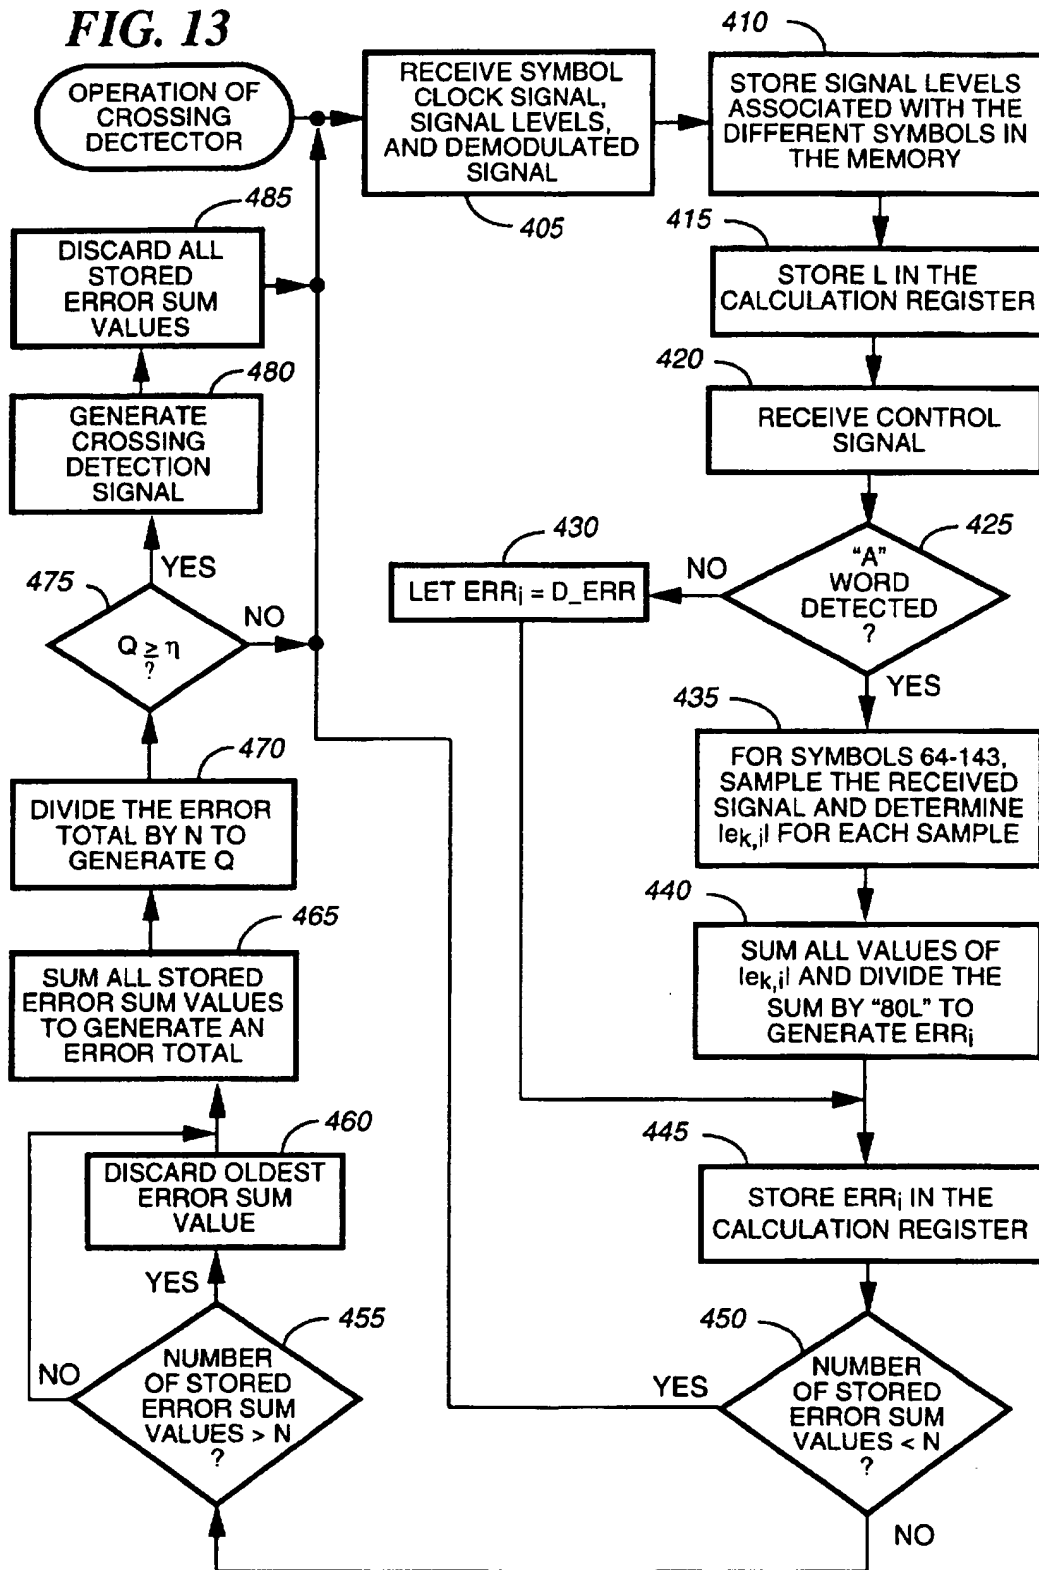 FIG. 13
OPERATION OF
CROSSING
DECTECTOR
RECEIVE SYMBOL
CLOCK SIGNAL,
SIGNAL LEVELS,
AND DEMODULATED
SIGNAL
405
410
STORE SIGNAL LEVELS
ASSOCIATED WITH THE
DIFFERENT SYMBOLS IN
THE MEMORY
415
STORE L IN THE
CALCULATION REGISTER
420
RECEIVE CONTROL
SIGNAL
425
"A"
WORD
DETECTED
?
NO
YES
430
LET ERRi = D_ERR
435
FOR SYMBOLS 64-143,
SAMPLE THE RECEIVED
SIGNAL AND DETERMINE
|ek,i| FOR EACH SAMPLE
440
SUM ALL VALUES OF
|ek,i| AND DIVIDE THE
SUM BY "80L" TO
GENERATE ERRi
445
STORE ERRi IN THE
CALCULATION REGISTER
450
NUMBER
OF STORED
ERROR SUM
VALUES < N
?
YES
NO
455
NUMBER
OF STORED
ERROR SUM
VALUES > N
?
NO
YES
460
DISCARD OLDEST
ERROR SUM
VALUE
465
SUM ALL STORED
ERROR SUM VALUES
TO GENERATE AN
ERROR TOTAL
470
DIVIDE THE ERROR
TOTAL BY N TO
GENERATE Q
475
Q ≥ η
?
NO
YES
480
GENERATE
CROSSING
DETECTION
SIGNAL
485
DISCARD ALL
STORED
ERROR SUM
VALUES